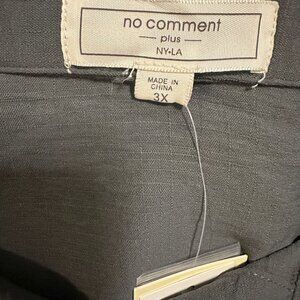 no comment
plus
NY•LA
MADE IN
CHINA
3X